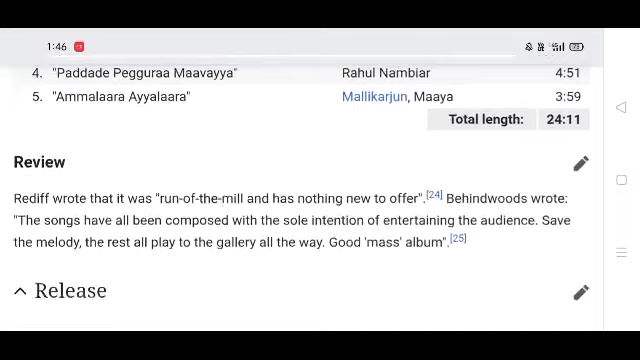 1:46
4. "Paddade Pegguraa Maavayya" Rahul Nambiar 4:51
5. "Ammalaara Ayyalaara" Mallikarjun, Maaya 3:59
Total length: 24:11
Review
Rediff wrote that it was "run-of-the-mill and has nothing new to offer".[24] Behindwoods wrote:
"The songs have all been composed with the sole intention of entertaining the audience. Save
the melody, the rest all play to the gallery all the way. Good 'mass' album".[25]
Release